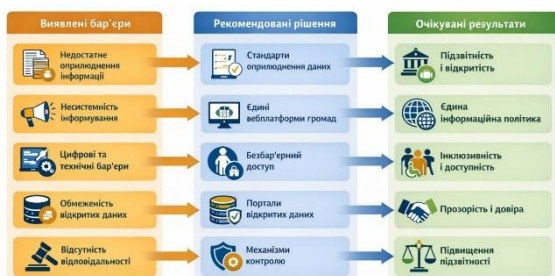 Виявлені бар'єри
Рекомендовані рішення
Очікувані результати
Недостатнє
оприлюднення
інформації
Стандарти
оприлюднення даних
Підзвітність
і відкритість
Несистемність
інформування
Єдині
вебплатформи громад
Єдина
інформаційна політика
Цифрові та
технічні бар'єри
Безбар'єрний
доступ
Інклюзивність
і доступність
Обмеженість
відкритих даних
Портали
відкритих даних
Прозорість і довіра
Відсутність
відповідальності
Механізми
контролю
Підвищення
підзвітності